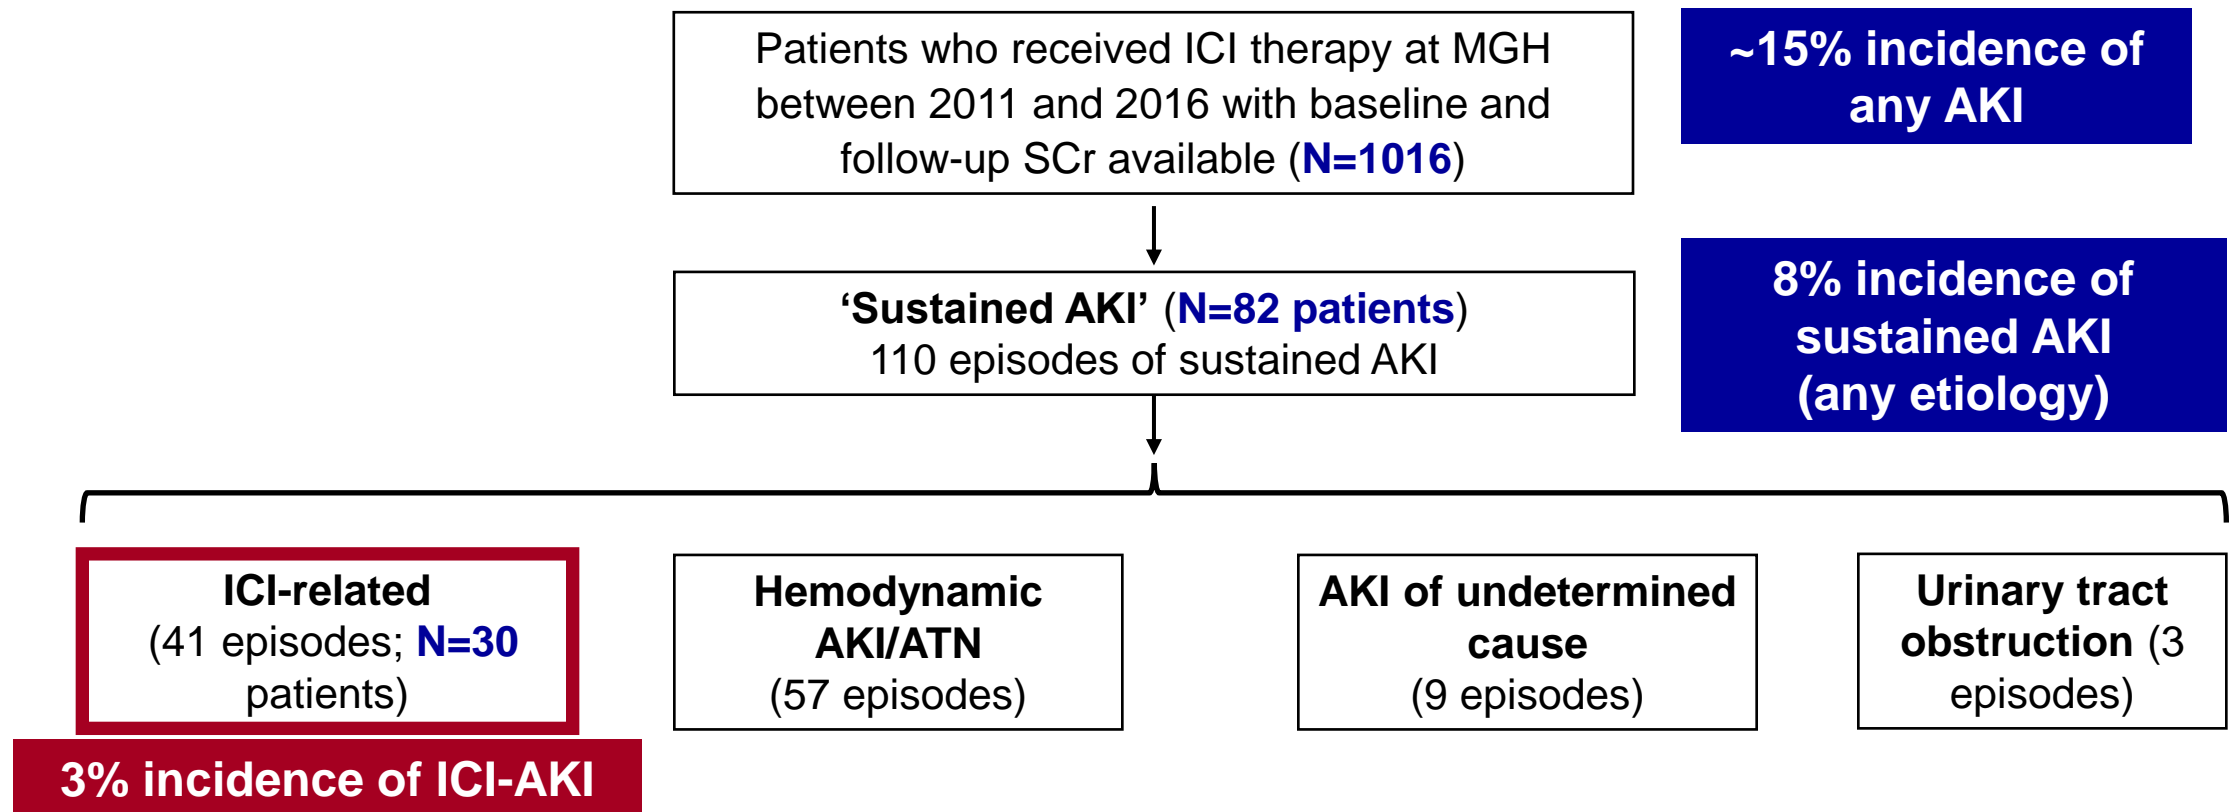 Patients who received ICI therapy at MGH
between 2011 and 2016 with baseline and
follow-up SCr available (N=1016)
~15% incidence of
any AKI
‘Sustained AKI’ (N=82 patients)
110 episodes of sustained AKI
8% incidence of
sustained AKI
(any etiology)
ICI-related
(41 episodes; N=30
patients)
Hemodynamic
AKI/ATN
(57 episodes)
AKI of undetermined
cause
(9 episodes)
Urinary tract
obstruction (3
episodes)
3% incidence of ICI-AKI